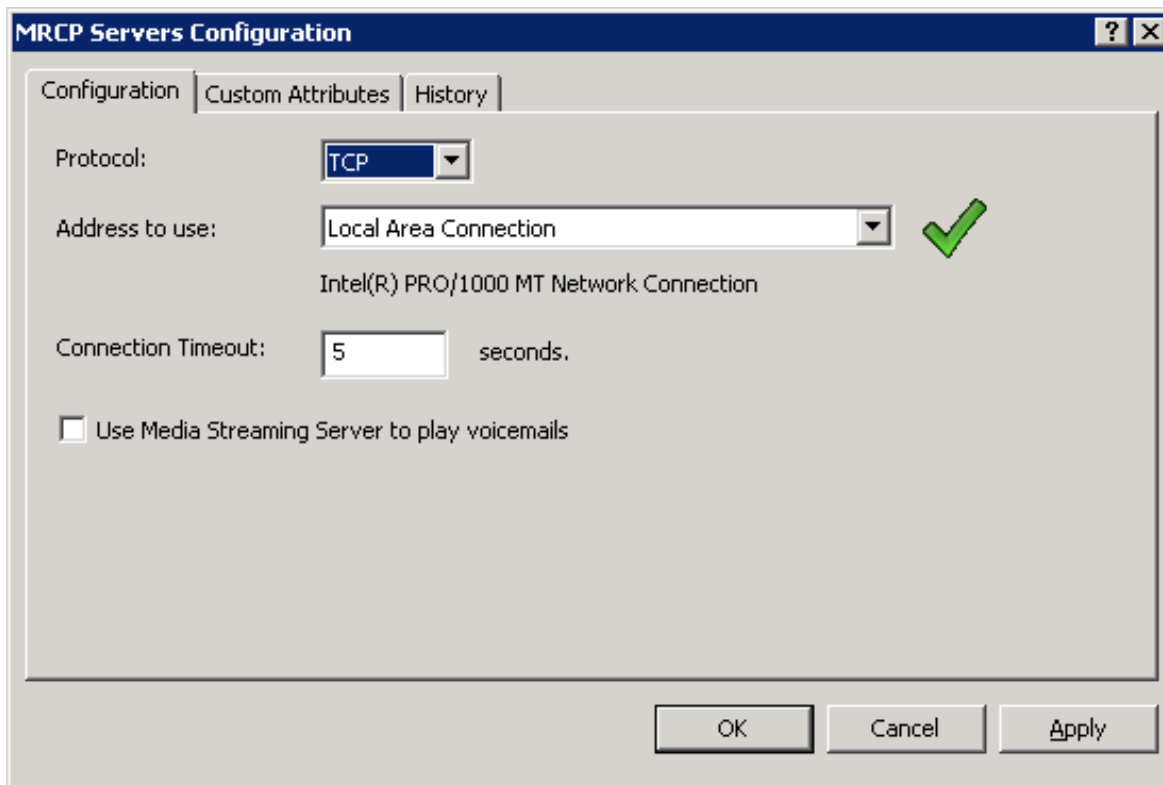 MRCP Servers Configuration
?
Configuration Custom Attributes History
Protocol: TCP
Address to use: Local Area Connection
Intel(R) PRO/1000 MT Network Connection
Connection Timeout: 5 seconds.
Use Media Streaming Server to play voicemails
OK Cancel Apply